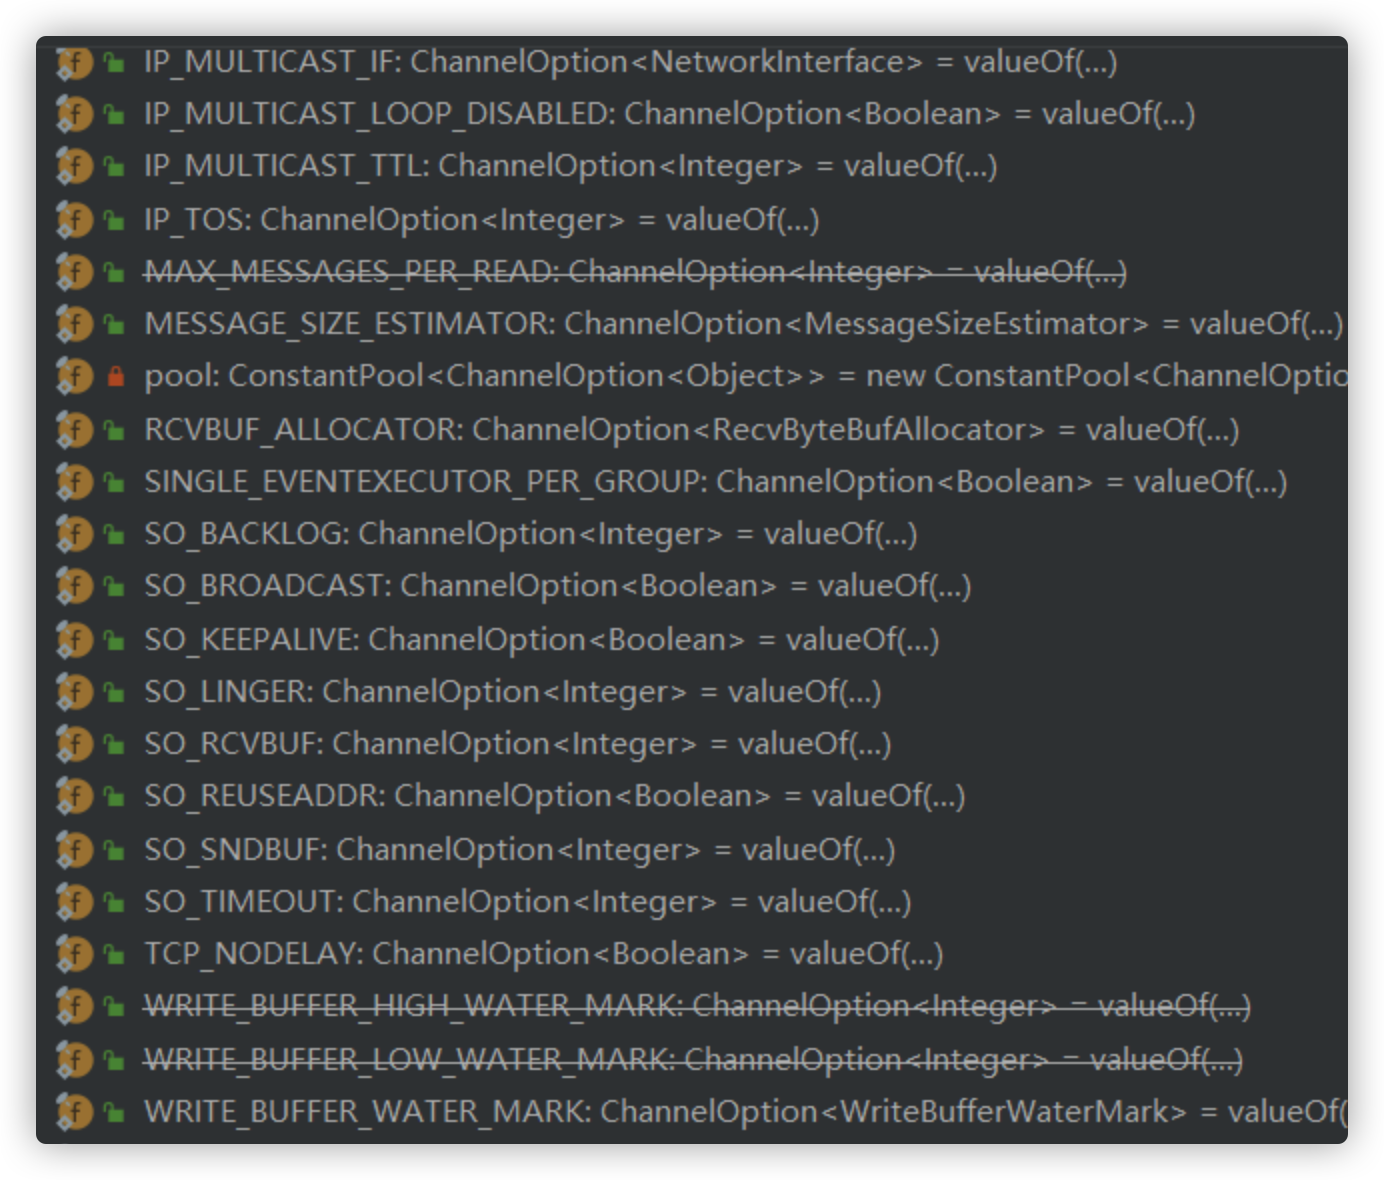 IP_MULTICAST_IF: ChannelOption<NetworkInterface> = valueOf(...)
IP_MULTICAST_LOOP_DISABLED: ChannelOption<Boolean> = valueOf(...)
IP_MULTICAST_TTL: ChannelOption<Integer> = valueOf(...)
IP_TOS: ChannelOption<Integer> = valueOf(...)
MAX_MESSAGES_PER_READ: ChannelOption<Integer> = valueOf(...)
MESSAGE_SIZE_ESTIMATOR: ChannelOption<MessageSizeEstimator> = valueOf(...)
pool: ConstantPool<ChannelOption<Object>> = new ConstantPool<ChannelOptio
RCVBUF_ALLOCATOR: ChannelOption<RecvByteBufAllocator> = valueOf(...)
SINGLE_EVENTEXECUTOR_PER_GROUP: ChannelOption<Boolean> = valueOf(...)
SO_BACKLOG: ChannelOption<Integer> = valueOf(...)
SO_BROADCAST: ChannelOption<Boolean> = valueOf(...)
SO_KEEPALIVE: ChannelOption<Boolean> = valueOf(...)
SO_LINGER: ChannelOption<Integer> = valueOf(...)
SO_RCVBUF: ChannelOption<Integer> = valueOf(...)
SO_REUSEADDR: ChannelOption<Boolean> = valueOf(...)
SO_SNDBUF: ChannelOption<Integer> = valueOf(...)
SO_TIMEOUT: ChannelOption<Integer> = valueOf(...)
TCP_NODELAY: ChannelOption<Boolean> = valueOf(...)
WRITE_BUFFER_HIGH_WATER_MARK: ChannelOption<Integer> = valueOf(...)
WRITE_BUFFER_LOW_WATER_MARK: ChannelOption<Integer> = valueOf(...)
WRITE_BUFFER_WATER_MARK: ChannelOption<WriteBufferWaterMark> = valueOf(